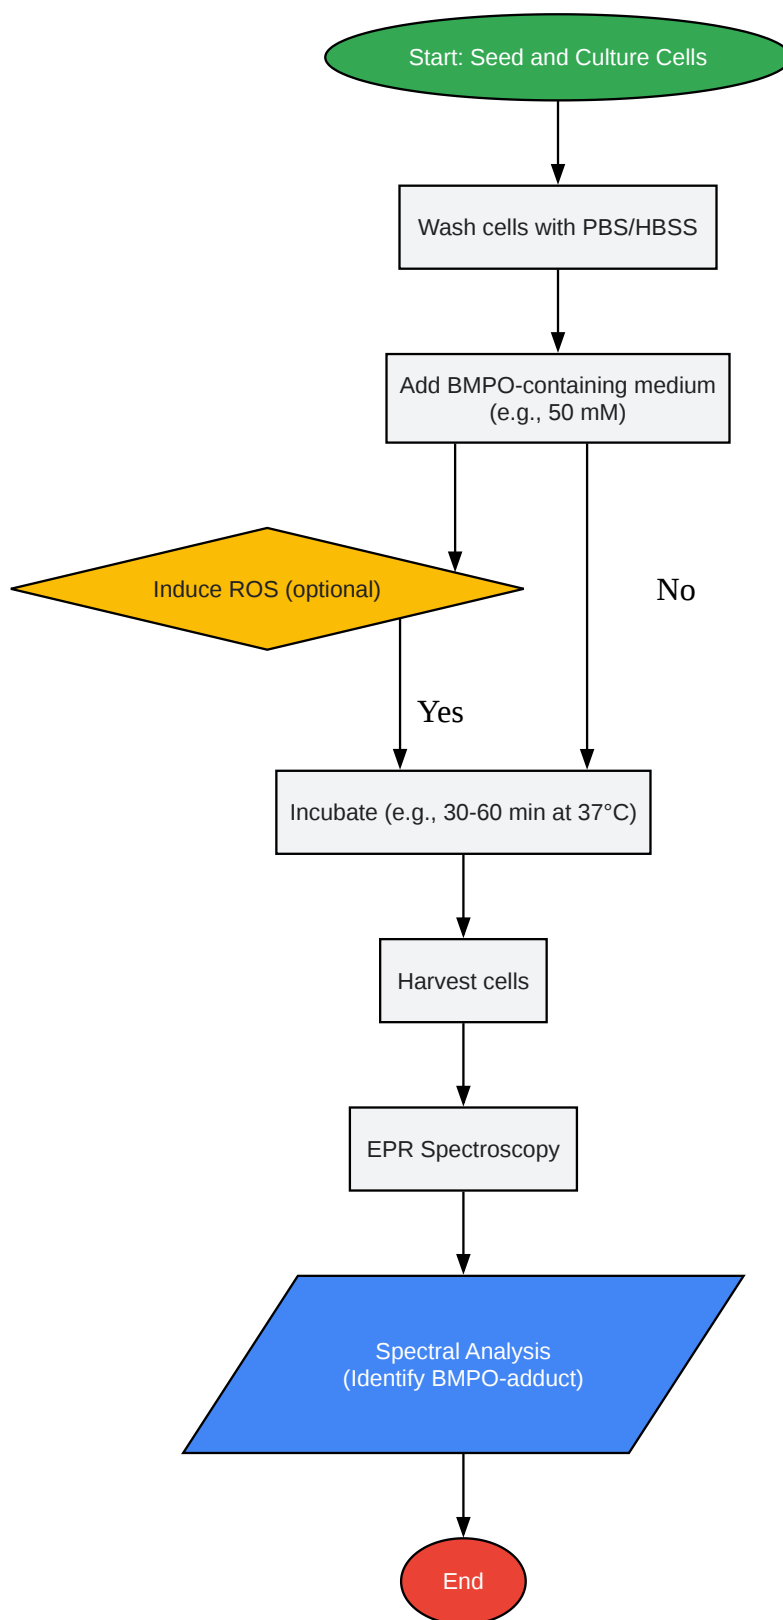 Start: Seed and Culture Cells
Wash cells with PBS/HBSS
Add BMPO-containing medium
(e.g., 50 mM)
Induce ROS (optional)
No
Yes
Incubate (e.g., 30-60 min at 37°C)
Harvest cells
EPR Spectroscopy
Spectral Analysis
(Identify BMPO-adduct)
End